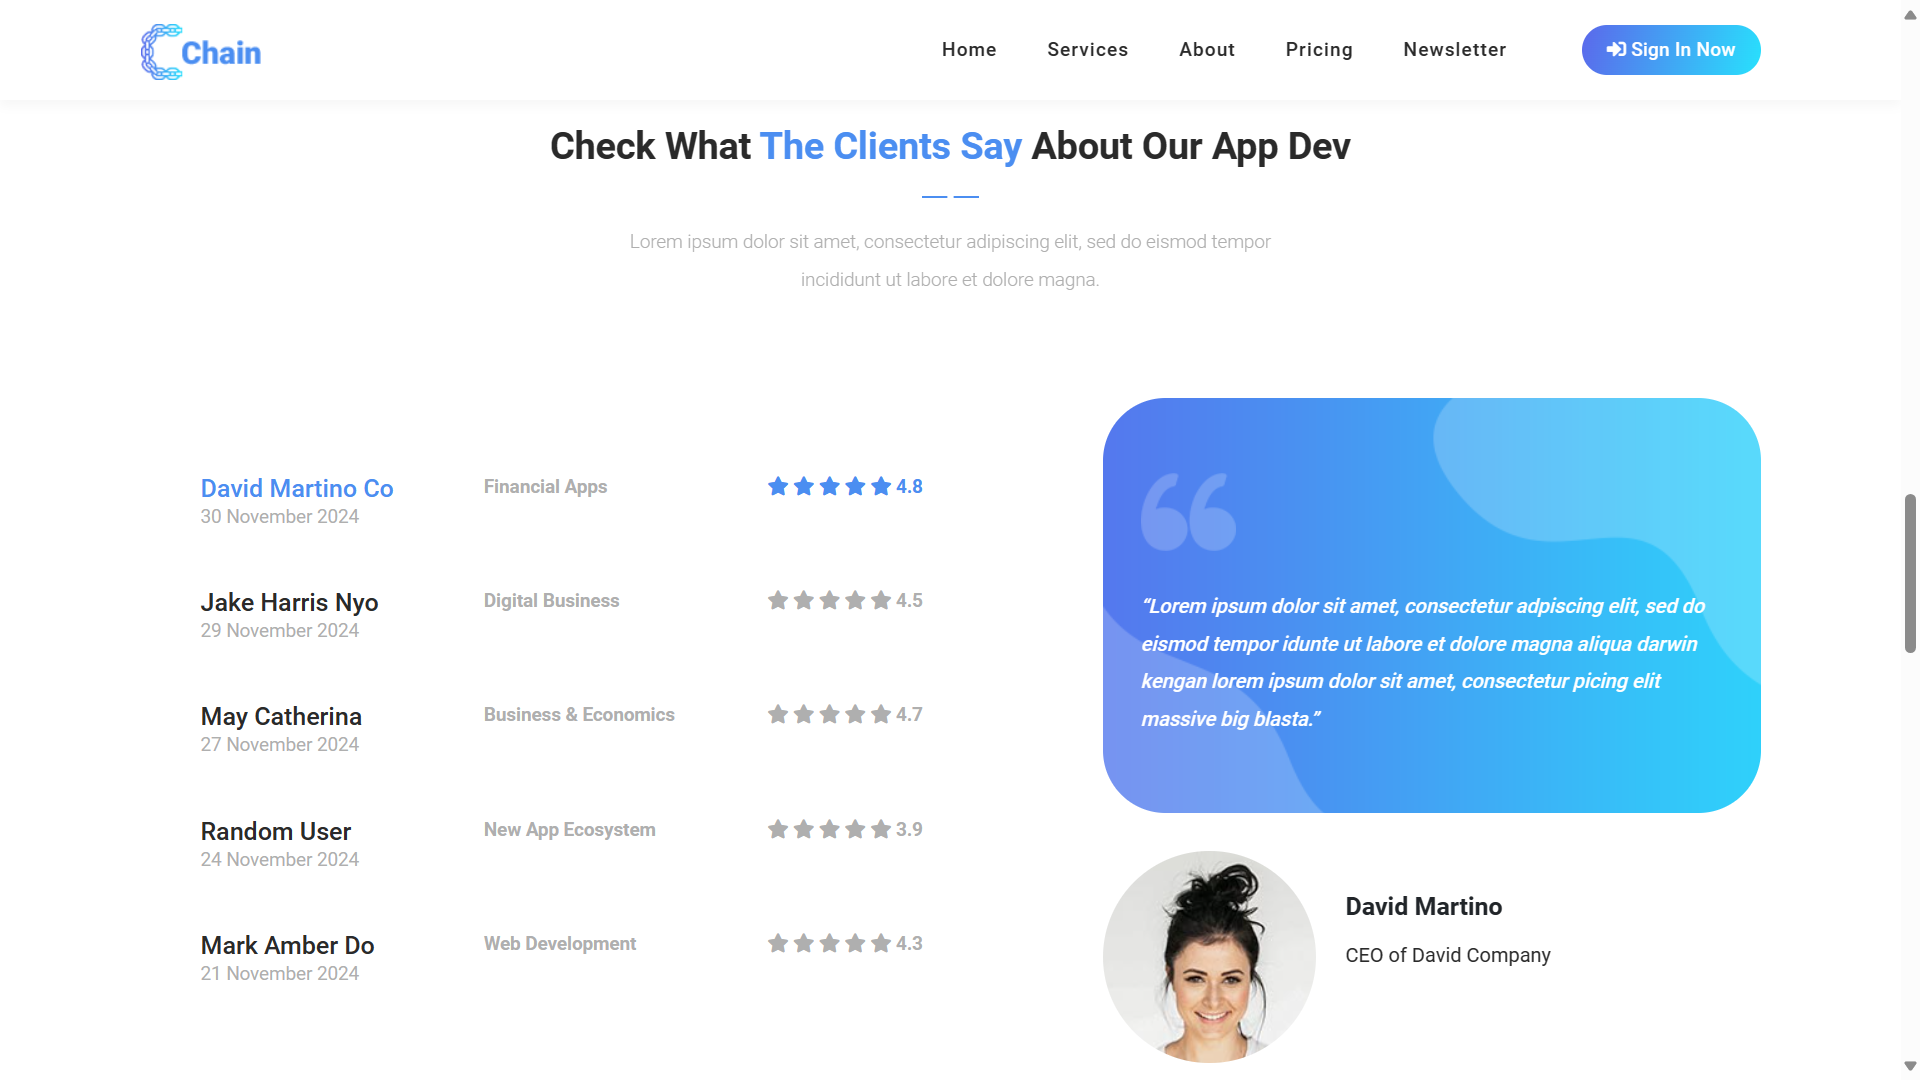 Chain
Home
Services
About
Pricing
Newsletter
Sign In Now
Check What The Clients Say About Our App Dev
Lorem ipsum dolor sit amet, consectetur adipiscing elit, sed do eismod tempor
incididunt ut labore et dolore magna.
David Martino Co
30 November 2024
Financial Apps
4.8
Jake Harris Nyo
29 November 2024
Digital Business
4.5
May Catherina
27 November 2024
Business & Economics
4.7
Random User
24 November 2024
New App Ecosystem
3.9
Mark Amber Do
21 November 2024
Web Development
4.3
“Lorem ipsum dolor sit amet, consectetur adpiscing elit, sed do
eismod tempor idunte ut labore et dolore magna aliqua darwin
kengan lorem ipsum dolor sit amet, consectetur picing elit
massive big blasta.”
David Martino
CEO of David Company